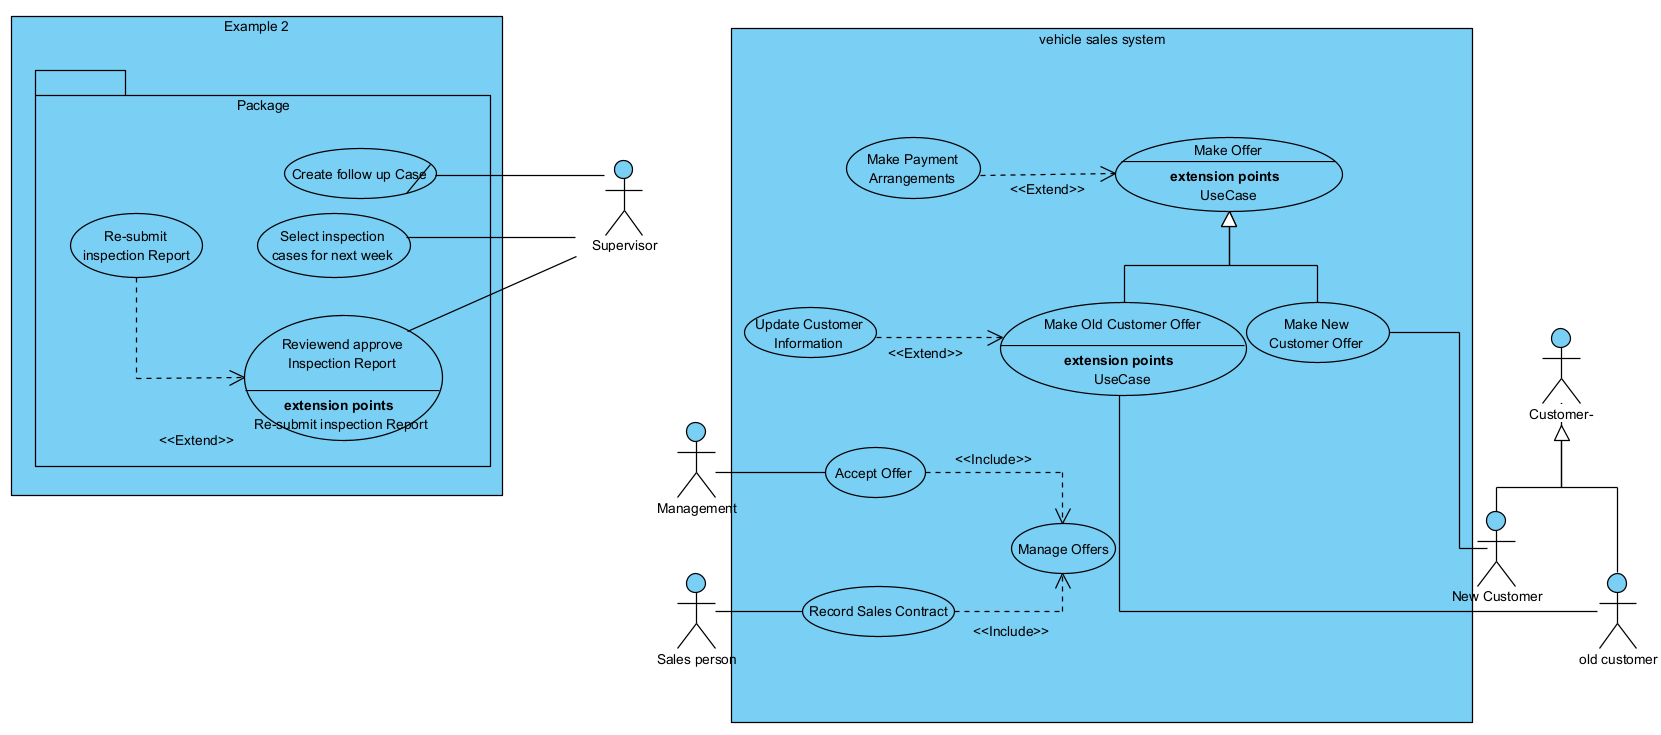 Example 2
Package
Create follow up Case
Re-submit
inspection Report
Select inspection
cases for next week
Supervisor
Reviewend approve
Inspection Report
extension points
Re-submit inspection Report
<<Extend>>
vehicle sales system
Make Payment
Arrangements
<<Extend>>
Make Offer
extension points
UseCase
Update Customer
Information
<<Extend>>
Make Old Customer Offer
extension points
UseCase
Make New
Customer Offer
Customer-
Management
Accept Offer
<<Include>>
Manage Offers
New Customer
Sales person
Record Sales Contract
<<Include>>
old customer